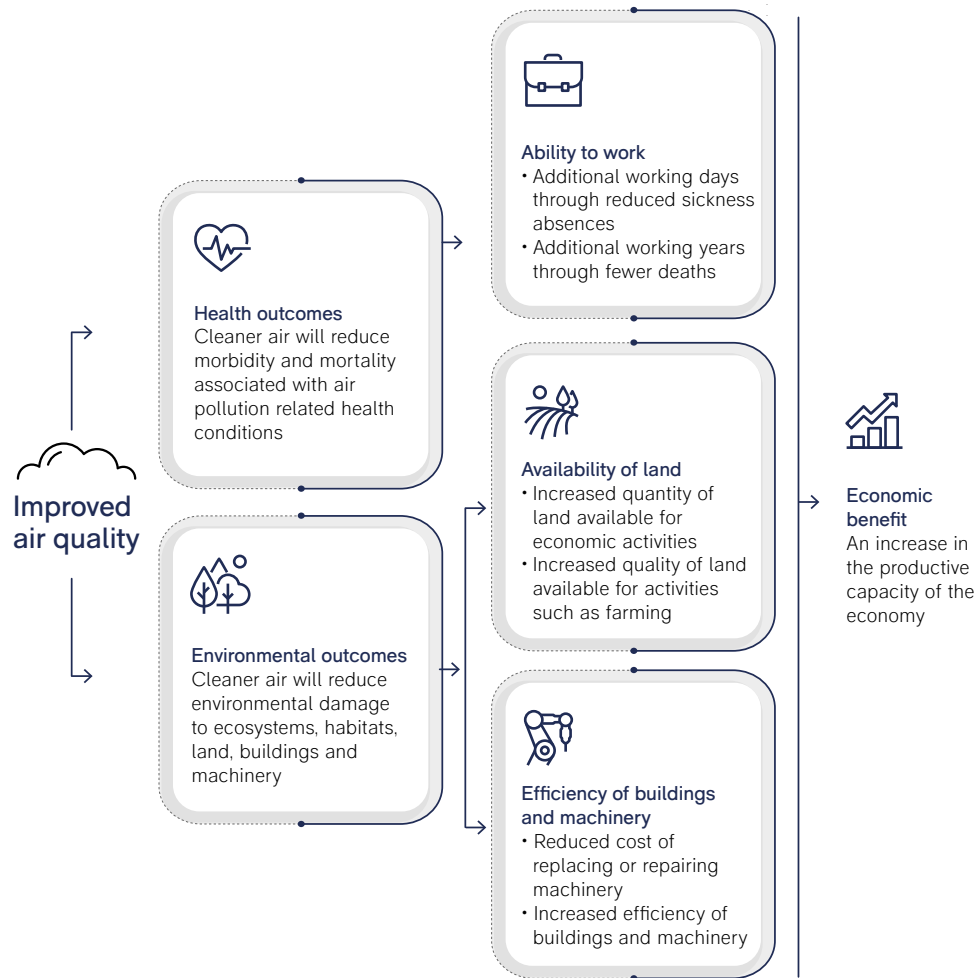 Improved
air quality
Health outcomes
Cleaner air will reduce
morbidity and mortality
associated with air
pollution related health
conditions
Environmental outcomes
Cleaner air will reduce
environmental damage
to ecosystems, habitats,
land, buildings and
machinery
Ability to work
• Additional working days
through reduced sickness
absences
• Additional working years
through fewer deaths
Availability of land
• Increased quantity of
land available for
economic activities
• Increased quality of land
available for activities
such as farming
Efficiency of buildings
and machinery
• Reduced cost of
replacing or repairing
machinery
• Increased efficiency of
buildings and machinery
Economic
benefit
An increase in
the productive
capacity of the
economy